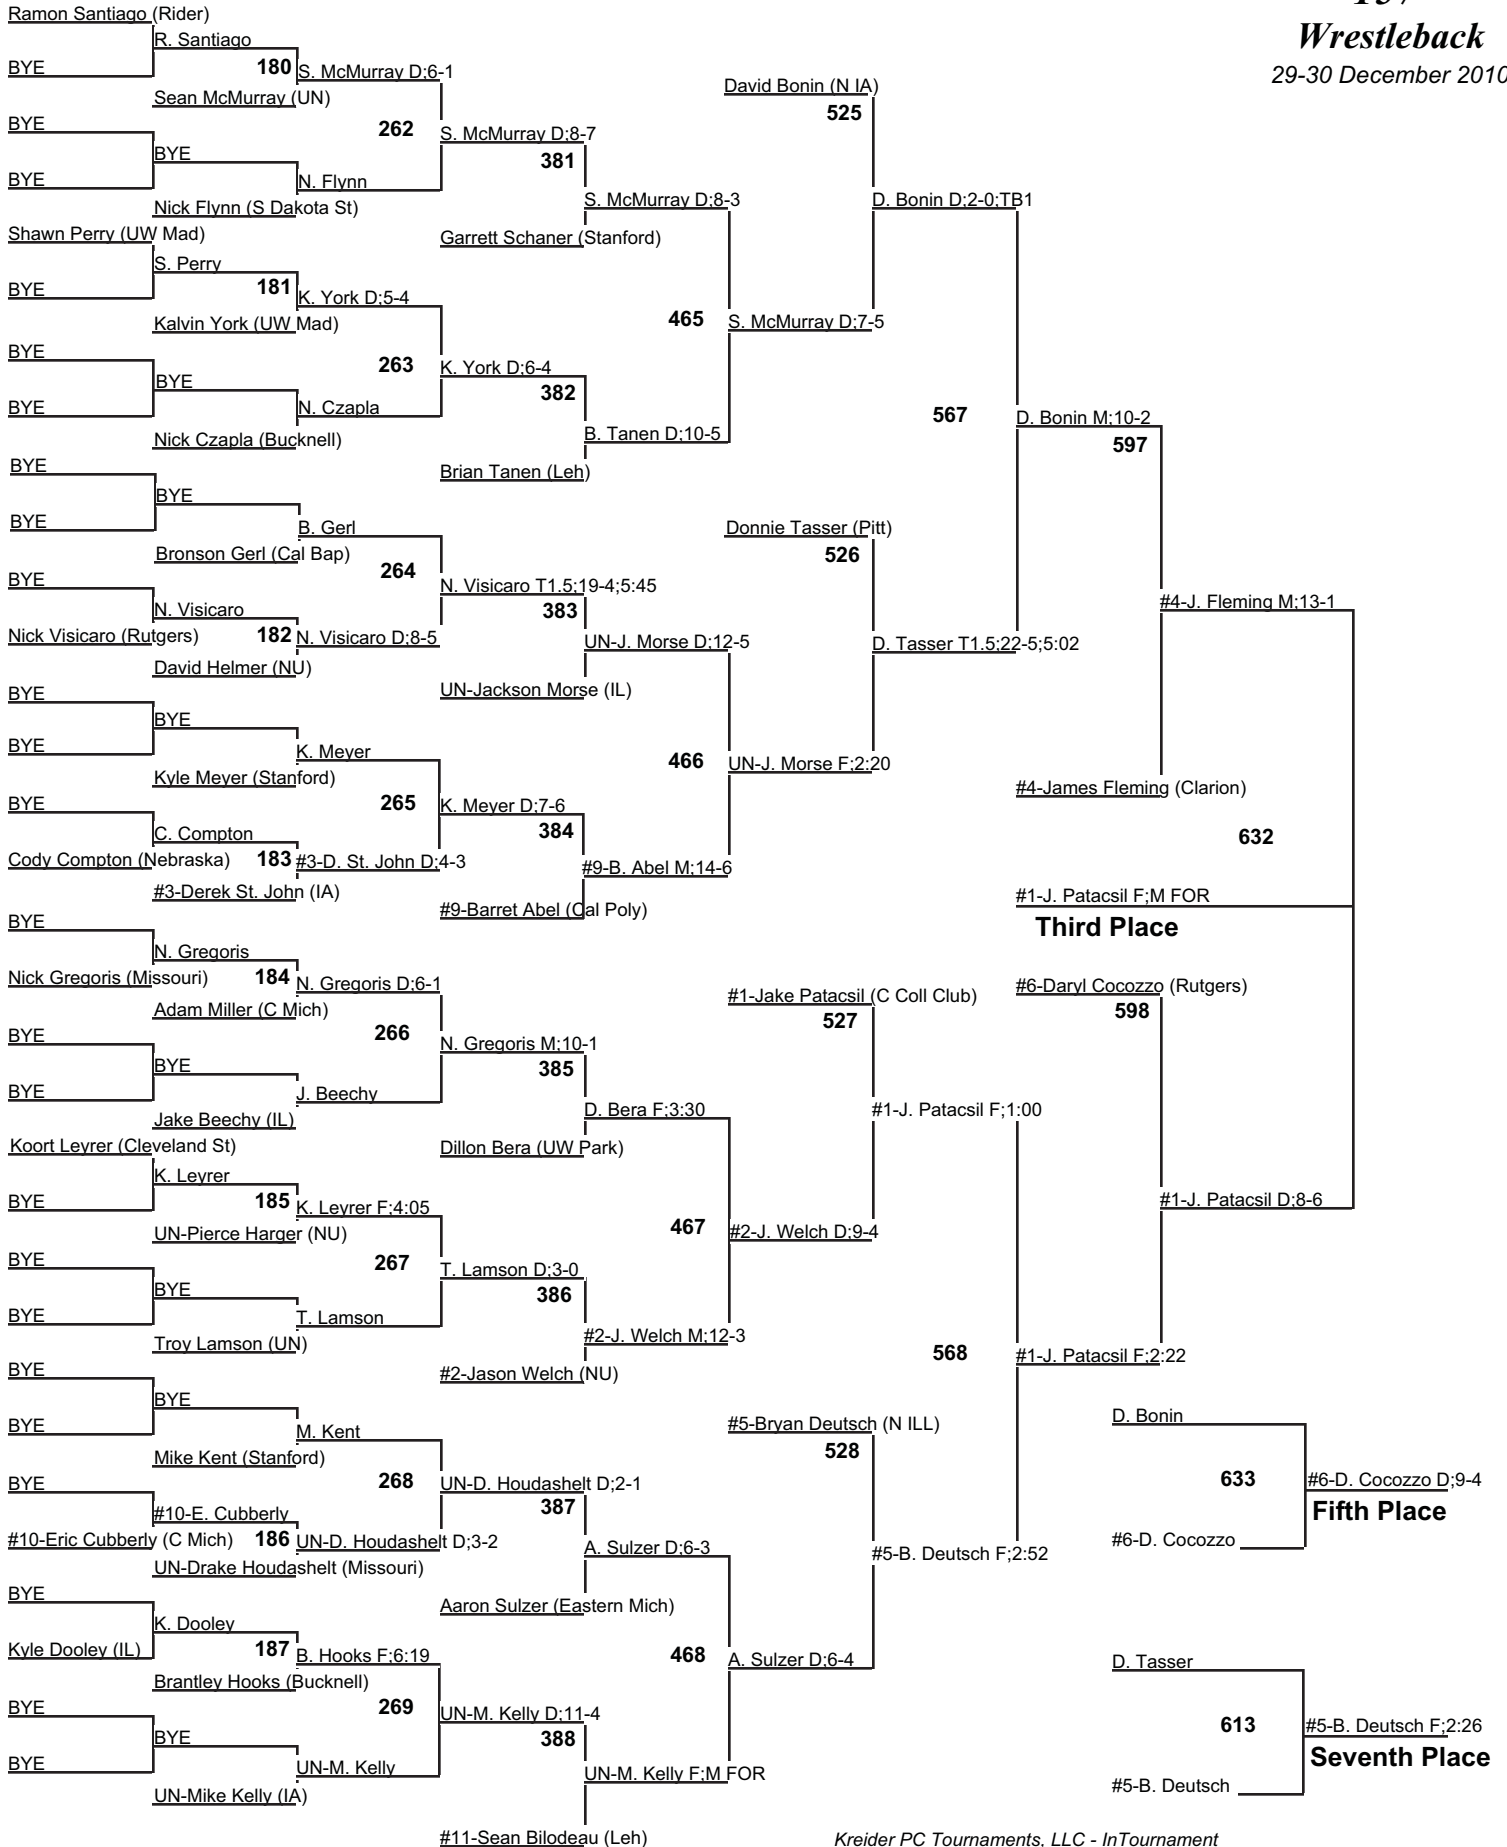 Wrestleback
29-30 December 2010
Ramon Santiago (Rider)
R. Santiago
BYE
180
S. McMurray D;6-1
Sean McMurray (UN)
David Bonin (N IA)
525
BYE
262
S. McMurray D;8-7
BYE
381
BYE
N. Flynn
Nick Flynn (S Dakota St)
S. McMurray D;8-3
D. Bonin D;2-0;TB1
Shawn Perry (UW Mad)
Garrett Schaner (Stanford)
S. Perry
BYE
181
K. York D;5-4
Kalvin York (UW Mad)
465
S. McMurray D;7-5
BYE
263
K. York D;6-4
BYE
382
BYE
N. Czapla
567
D. Bonin M;10-2
Nick Czapla (Bucknell)
B. Tanen D;10-5
597
BYE
Brian Tanen (Leh)
BYE
BYE
B. Gerl
Donnie Tasser (Pitt)
Bronson Gerl (Cal Bap)
526
264
BYE
N. Visicaro T1.5;19-4;5:45
N. Visicaro
383
#4-J. Fleming M;13-1
Nick Visicaro (Rutgers)
182
N. Visicaro D;8-5
UN-J. Morse D;12-5
D. Tasser T1.5;22-5;5:02
David Helmer (NU)
BYE
UN-Jackson Morse (IL)
BYE
BYE
K. Meyer
466
UN-J. Morse F;2:20
Kyle Meyer (Stanford)
#4-James Fleming (Clarion)
BYE
265
K. Meyer D;7-6
C. Compton
384
632
Cody Compton (Nebraska)
183
#3-D. St. John D;4-3
#9-B. Abel M;14-6
#3-Derek St. John (IA)
#1-J. Patacsil F;M FOR
BYE
#9-Barret Abel (Cal Poly)
Third Place
N. Gregoris
Nick Gregoris (Missouri)
184
N. Gregoris D;6-1
#6-Daryl Cocozzo (Rutgers)
#1-Jake Patacsil (C Coll Club)
Adam Miller (C Mich)
527
598
BYE
266
N. Gregoris M;10-1
BYE
385
BYE
J. Beechy
Jake Beechy (IL)
D. Bera F;3:30
#1-J. Patacsil F;1:00
Koort Leyrer (Cleveland St)
Dillon Bera (UW Park)
K. Leyrer
BYE
185
K. Leyrer F;4:05
#1-J. Patacsil D;8-6
UN-Pierce Harger (NU)
467
#2-J. Welch D;9-4
BYE
267
T. Lamson D;3-0
BYE
386
BYE
T. Lamson
Troy Lamson (UN)
#2-J. Welch M;12-3
568
#1-J. Patacsil F;2:22
BYE
#2-Jason Welch (NU)
BYE
BYE
M. Kent
#5-Bryan Deutsch (N ILL)
D. Bonin
Mike Kent (Stanford)
528
BYE
268
UN-D. Houdashelt D;2-1
633
#6-D. Cocozzo D;9-4
#10-E. Cubberly
387
Fifth Place
#10-Eric Cubberly (C Mich)
186
UN-D. Houdashelt D;3-2
A. Sulzer D;6-3
#5-B. Deutsch F;2:52
#6-D. Cocozzo
UN-Drake Houdashelt (Missouri)
BYE
Aaron Sulzer (Eastern Mich)
K. Dooley
Kyle Dooley (IL)
187
B. Hooks F;6:19
468
A. Sulzer D;6-4
D. Tasser
Brantley Hooks (Bucknell)
BYE
269
UN-M. Kelly D;11-4
613
#5-B. Deutsch F;2:26
BYE
388
Seventh Place
BYE
UN-M. Kelly
UN-M. Kelly F;M FOR
#5-B. Deutsch
UN-Mike Kelly (IA)
#11-Sean Bilodeau (Leh)
Kreider PC Tournaments, LLC - InTournament